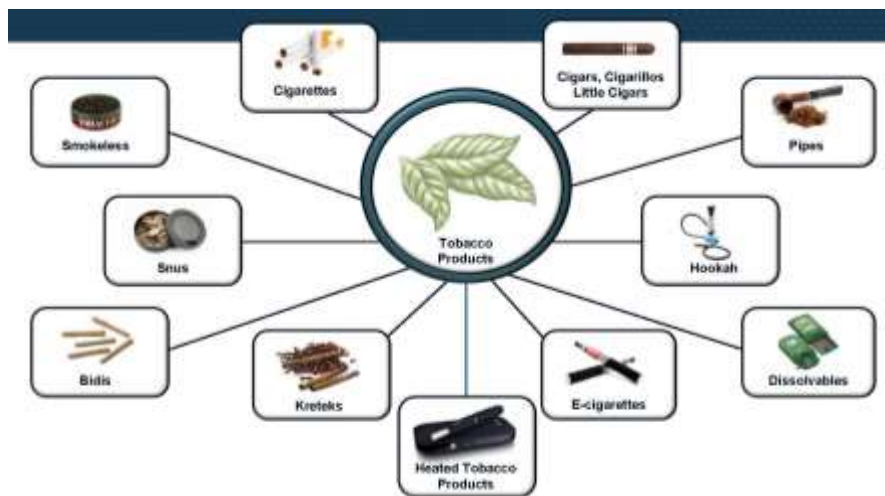 Cigarettes
Cigars, Cigarillos
Little Cigars
Smokeless
Pipes
Tobacco
Products
Snus
Hookah
Bidis
Kreteks
E-cigarettes
Dissolvables
Heated Tobacco
Products